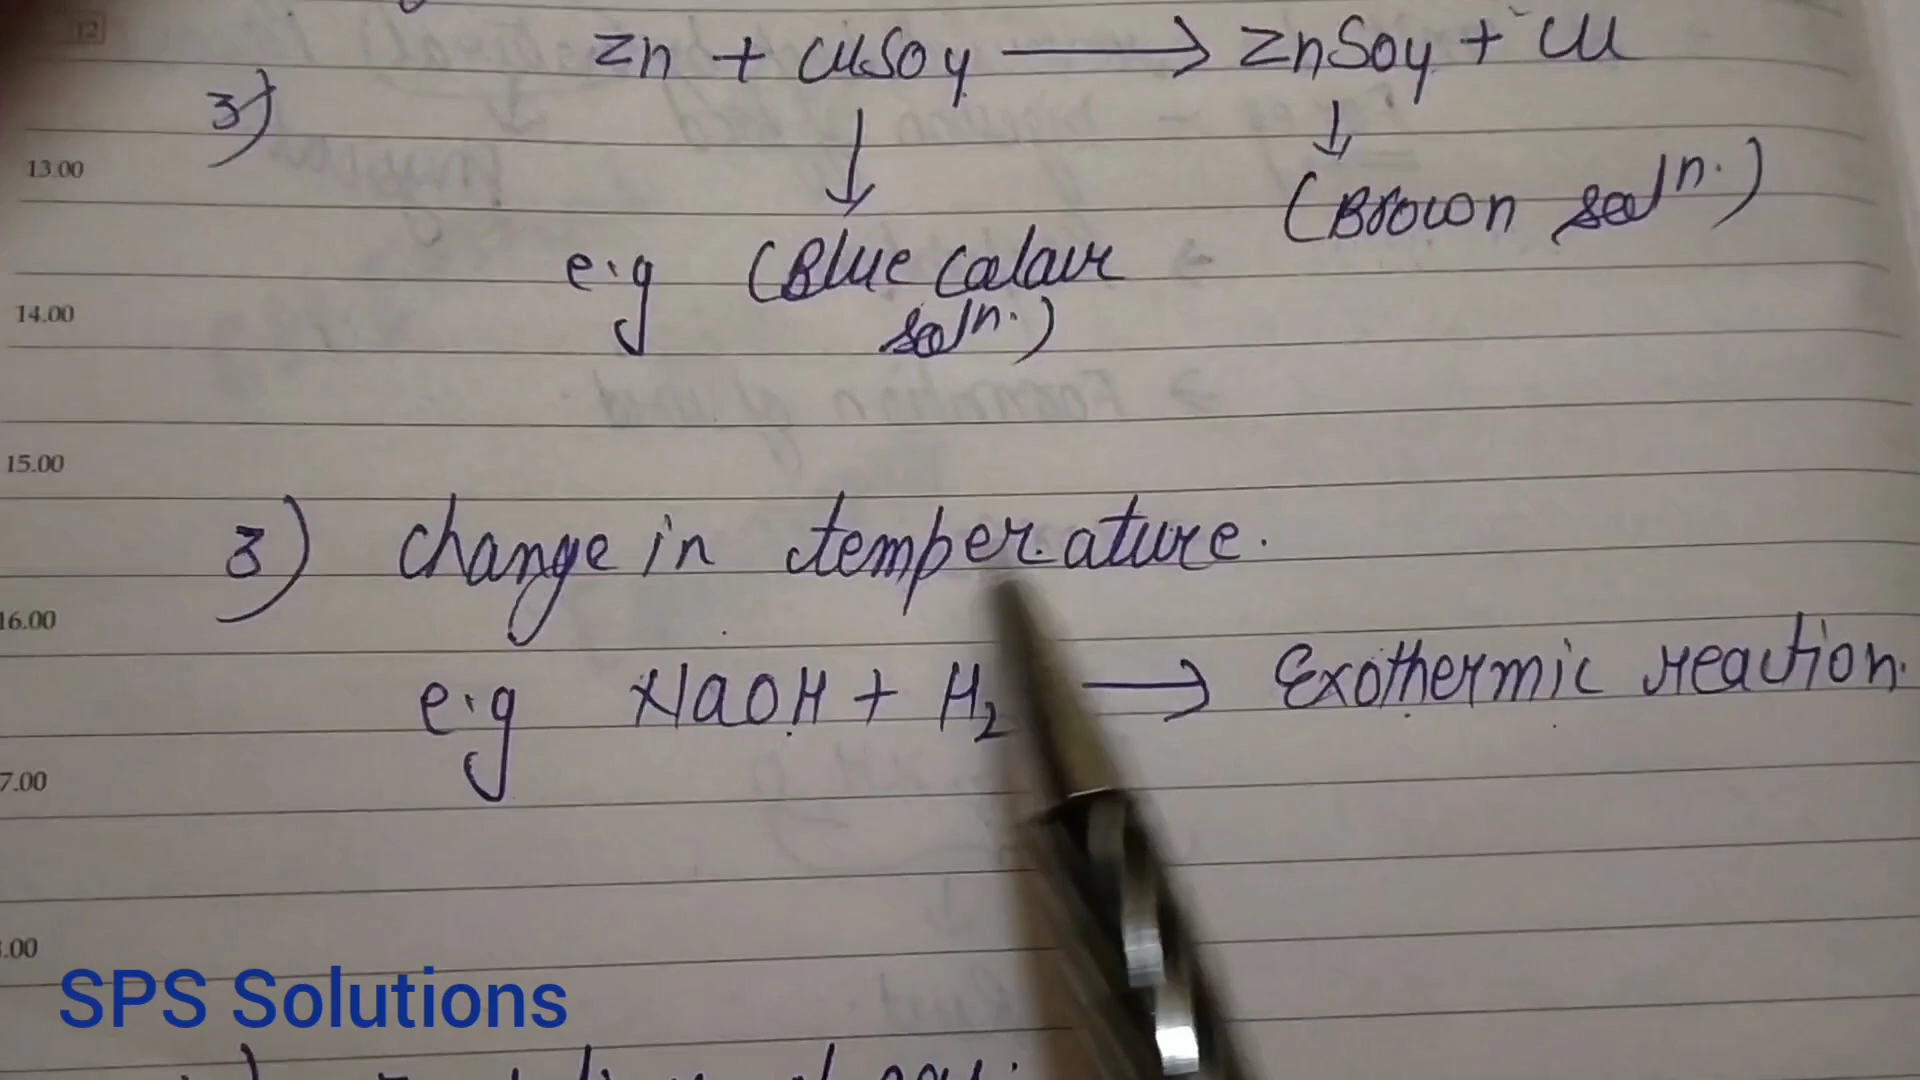 12
Zn + CuSO4 ⟶ ZnSO4 + Cu
3)
13.00
↓ ↓
(Brown soln.)
e.g (Blue Colour
14.00
soln.)
15.00
3) Change in temperature.
16.00
e.g NaOH + H2 ⟶ Exothermic reaction.
7.00
.00
SPS Solutions